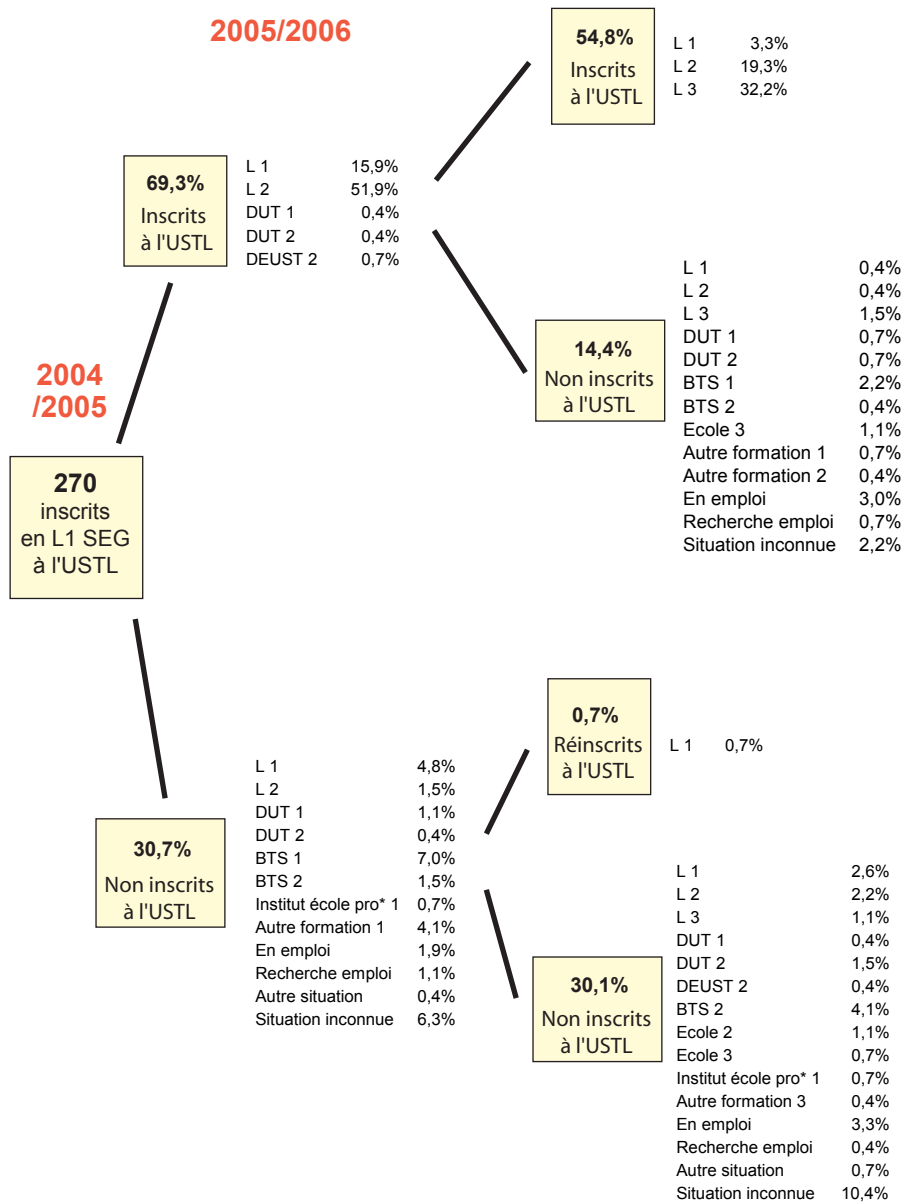 2005/2006
54,8%
Inscrits
à l'USTL
L 1 3,3%
L 2 19,3%
L 3 32,2%
69,3%
Inscrits
à l'USTL
L 1 15,9%
L 2 51,9%
DUT 1 0,4%
DUT 2 0,4%
DEUST 2 0,7%
14,4%
Non inscrits
à l'USTL
L 1 0,4%
L 2 0,4%
L 3 1,5%
DUT 1 0,7%
DUT 2 0,7%
BTS 1 2,2%
BTS 2 0,4%
Ecole 3 1,1%
Autre formation 1 0,7%
Autre formation 2 0,4%
En emploi 3,0%
Recherche emploi 0,7%
Situation inconnue 2,2%
2004
/2005
270
inscrits
en L1 SEG
à l'USTL
0,7%
Réinscrits
à l'USTL
L 1 0,7%
30,7%
Non inscrits
à l'USTL
L 1 4,8%
L 2 1,5%
DUT 1 1,1%
DUT 2 0,4%
BTS 1 7,0%
BTS 2 1,5%
Institut école pro* 1 0,7%
Autre formation 1 4,1%
En emploi 1,9%
Recherche emploi 1,1%
Autre situation 0,4%
Situation inconnue 6,3%
30,1%
Non inscrits
à l'USTL
L 1 2,6%
L 2 2,2%
L 3 1,1%
DUT 1 0,4%
DUT 2 1,5%
DEUST 2 0,4%
BTS 2 4,1%
Ecole 2 1,1%
Ecole 3 0,7%
Institut école pro* 1 0,7%
Autre formation 3 0,4%
En emploi 3,3%
Recherche emploi 0,4%
Autre situation 0,7%
Situation inconnue 10,4%